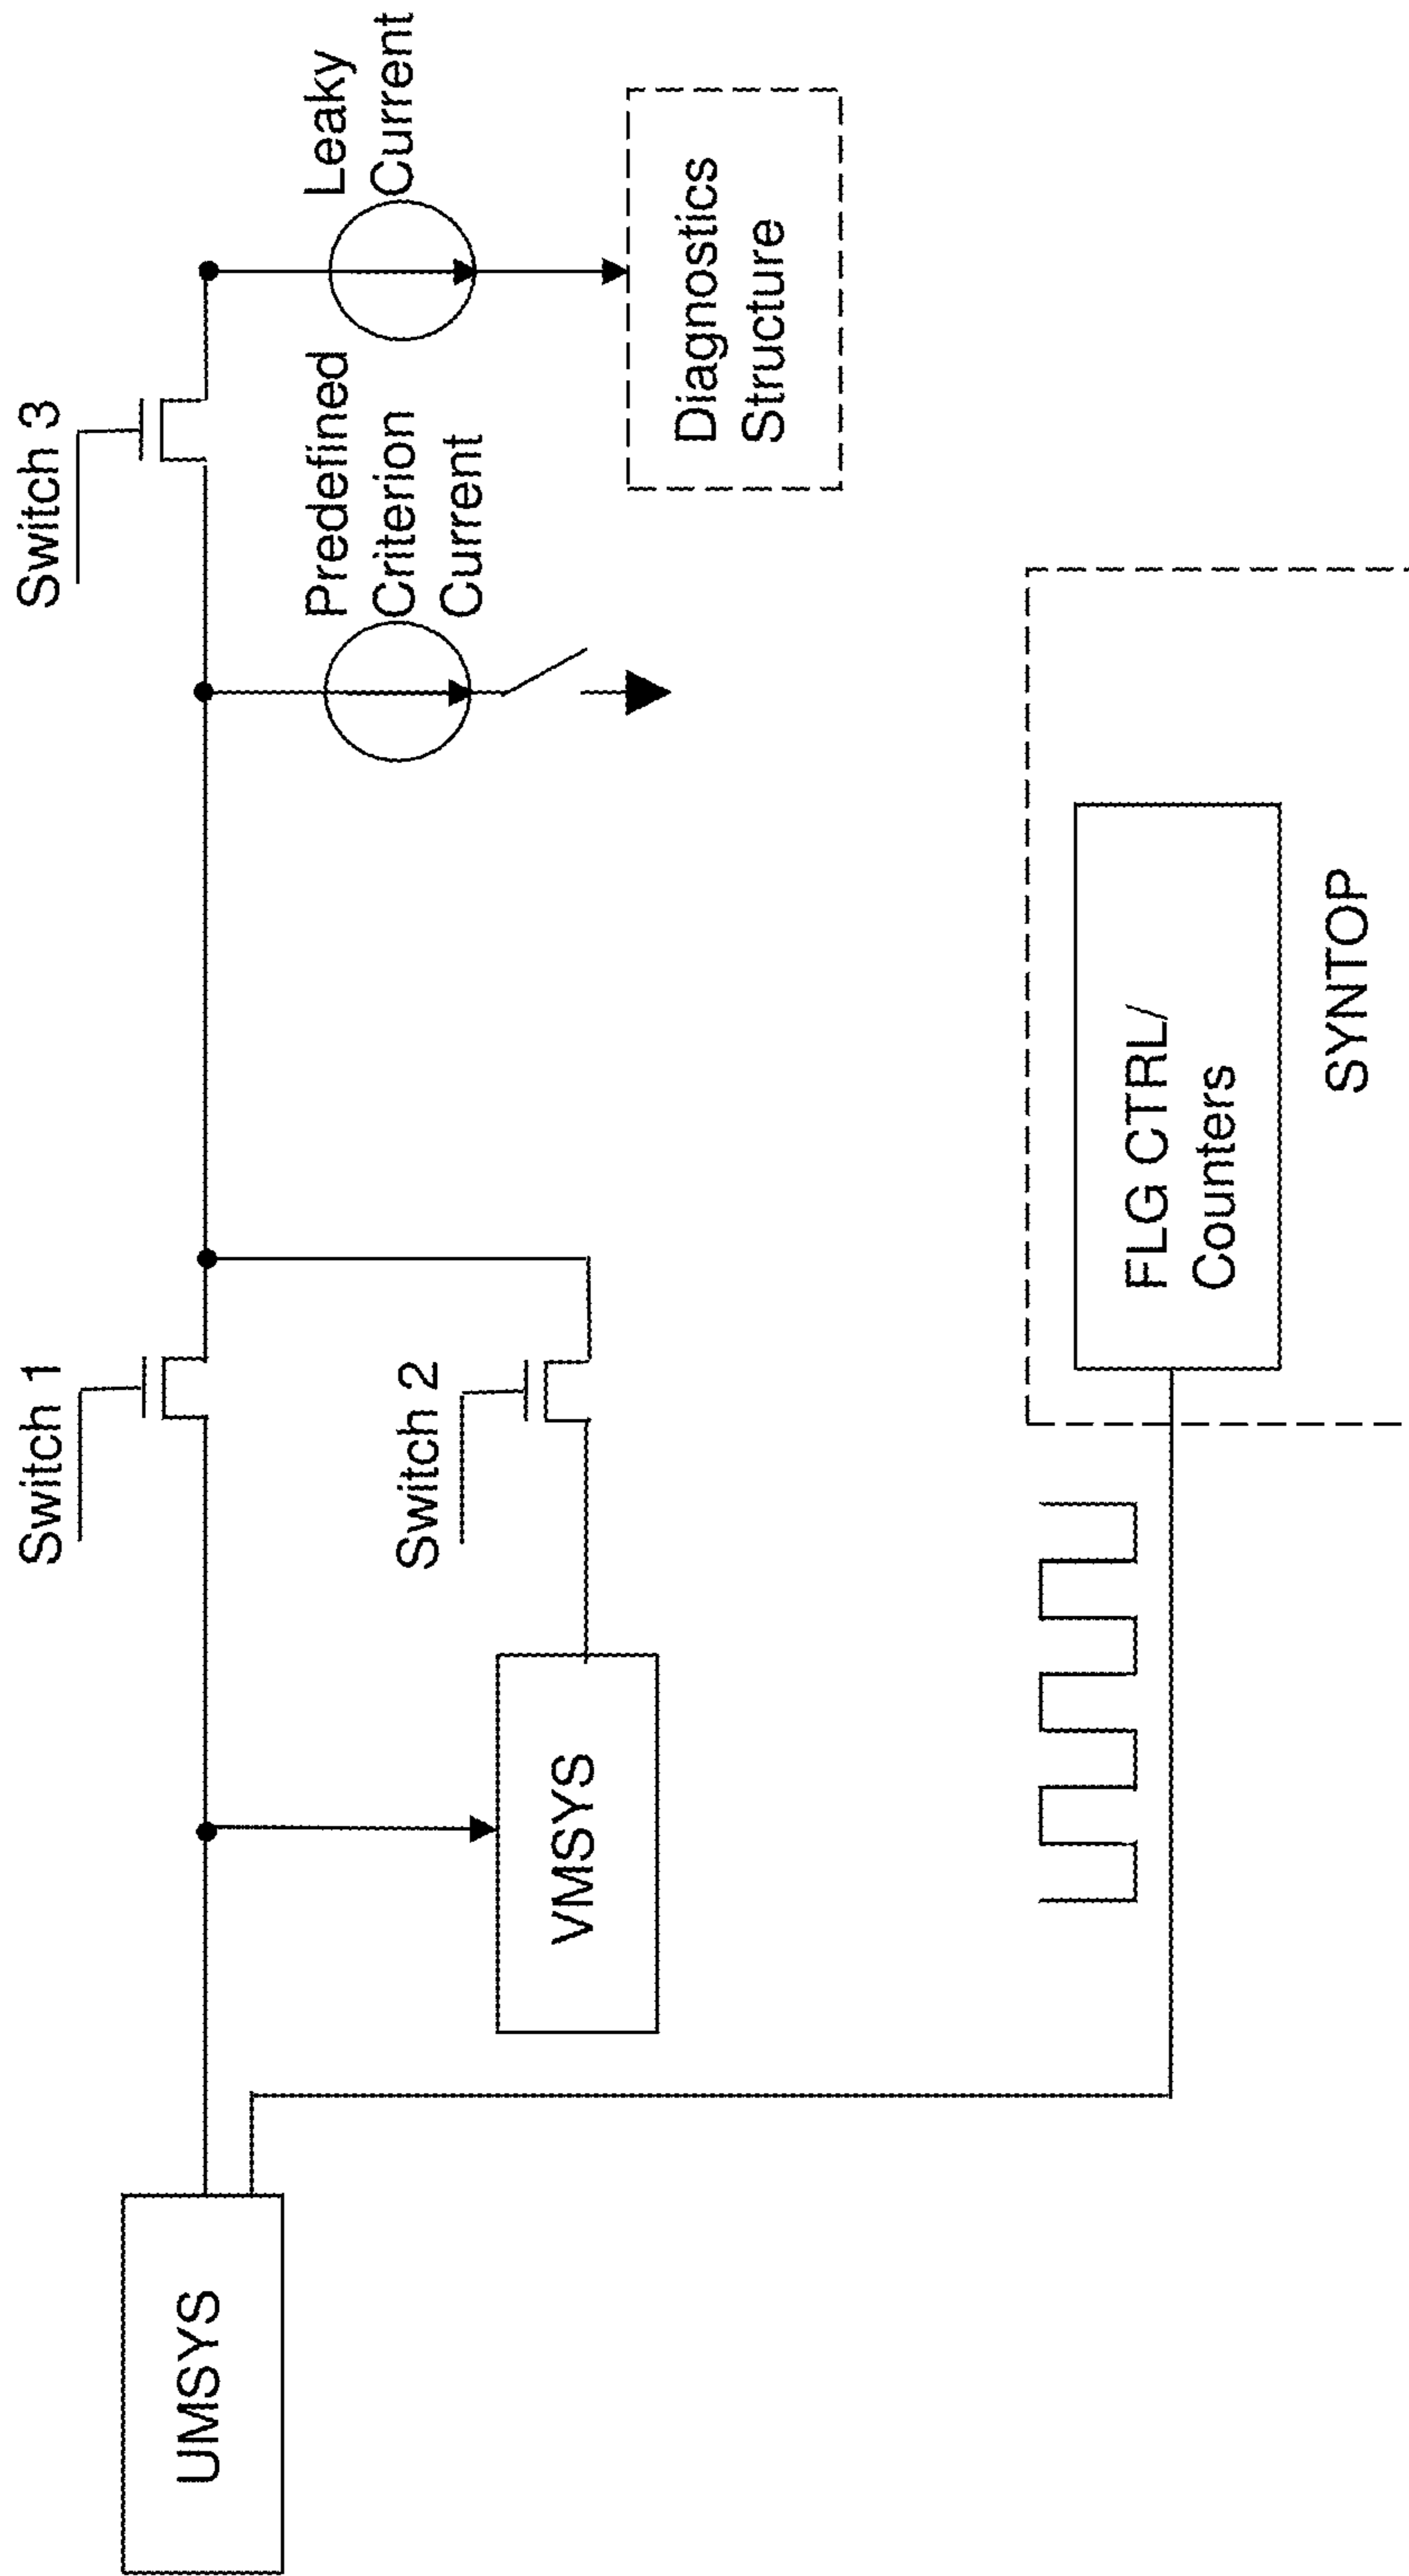 Switch 1
Switch 3
UMSYS
Switch 2
VMSYS
Predefined
Criterion
Current
Leaky
Current
Diagnostics
Structure
FLG CTRL/
Counters
SYNTOP